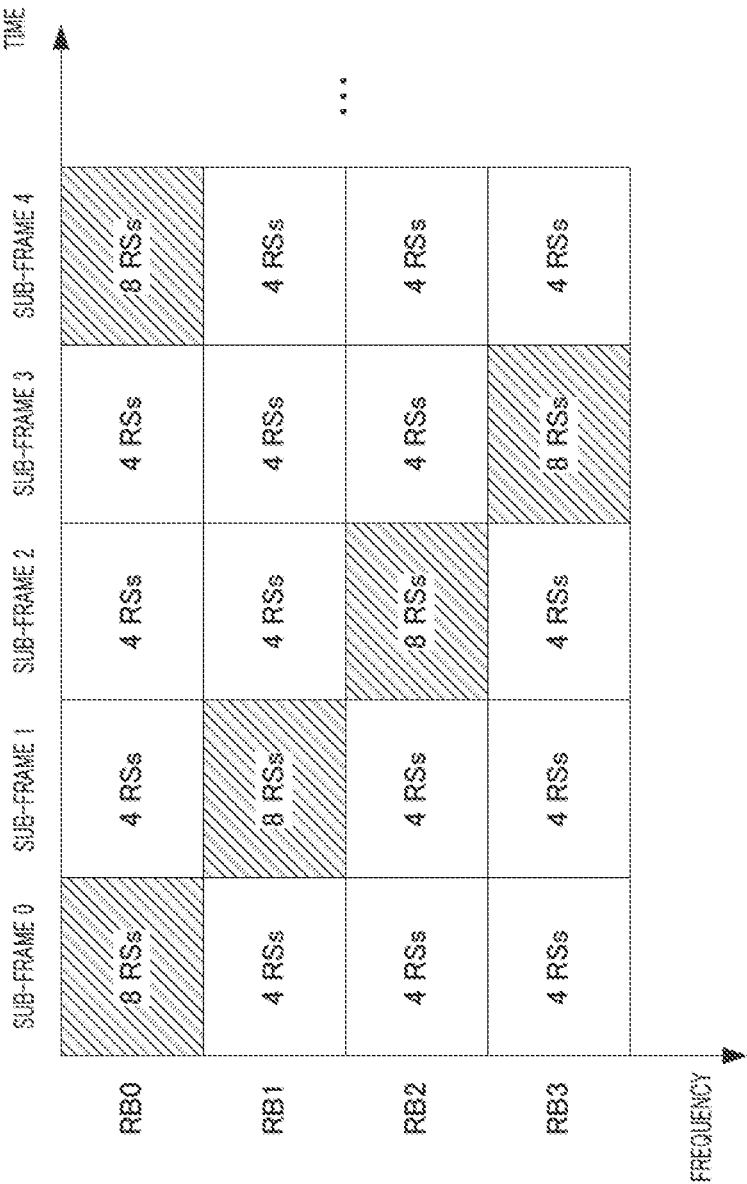 SUB-FRAME 0
SUB-FRAME 1
SUB-FRAME 2
SUB-FRAME 3
SUB-FRAME 4
TIME
RB0
8 RSs
4 RSs
4 RSs
4 RSs
8 RSs
RB1
4 RSs
8 RSs
4 RSs
4 RSs
4 RSs
...
RB2
4 RSs
4 RSs
8 RSs
4 RSs
4 RSs
RB3
4 RSs
4 RSs
4 RSs
8 RSs
4 RSs
FREQUENCY